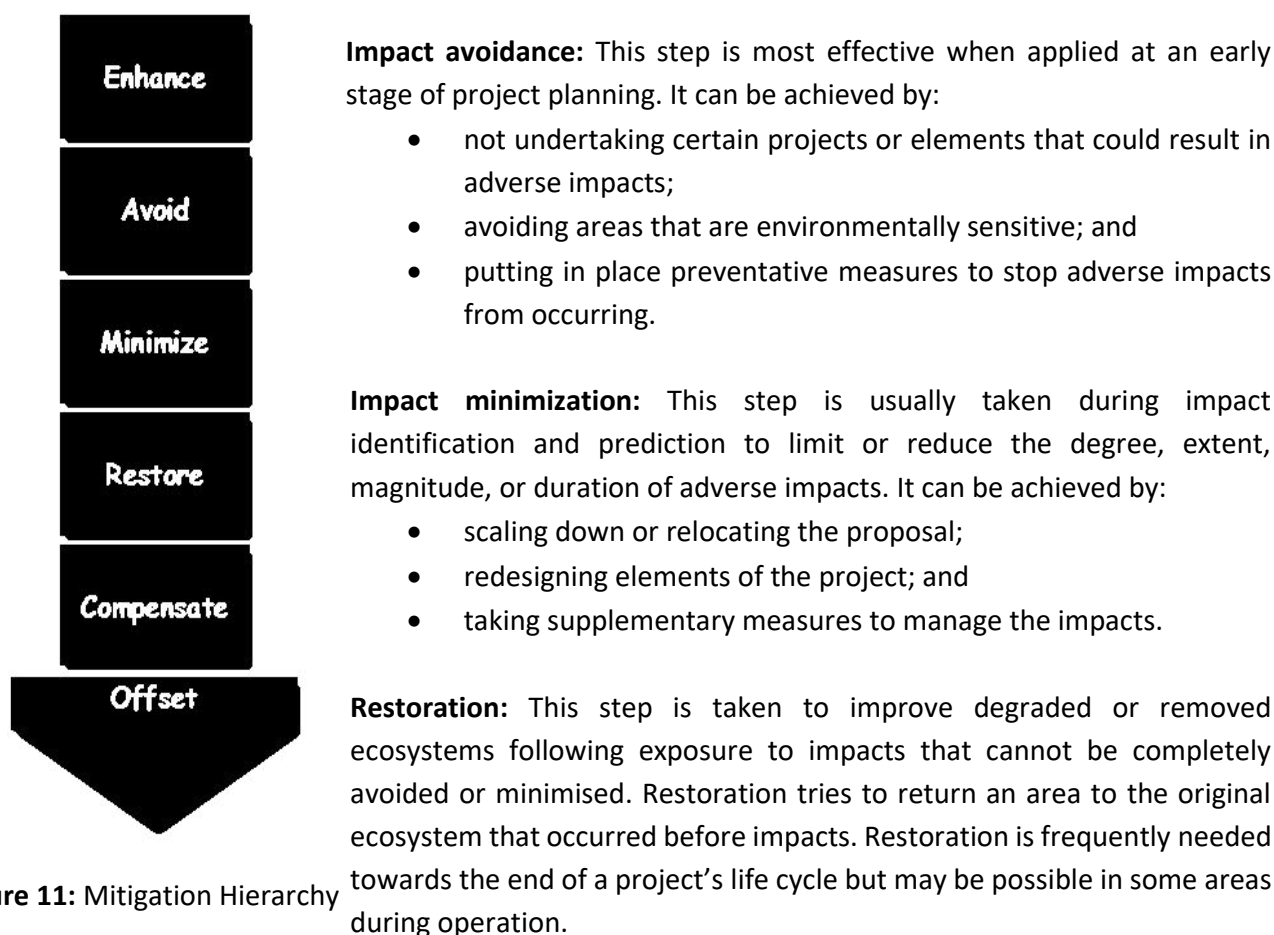 Enhance
Avoid
Minimize
Restore
Compensate
Offset
ure 11: Mitigation Hierarchy
Impact avoidance: This step is most effective when applied at an early
stage of project planning. It can be achieved by:
• not undertaking certain projects or elements that could result in
adverse impacts;
• avoiding areas that are environmentally sensitive; and
• putting in place preventative measures to stop adverse impacts
from occurring.
Impact minimization: This step is usually taken during impact
identification and prediction to limit or reduce the degree, extent,
magnitude, or duration of adverse impacts. It can be achieved by:
• scaling down or relocating the proposal;
• redesigning elements of the project; and
• taking supplementary measures to manage the impacts.
Restoration: This step is taken to improve degraded or removed
ecosystems following exposure to impacts that cannot be completely
avoided or minimised. Restoration tries to return an area to the original
ecosystem that occurred before impacts. Restoration is frequently needed
towards the end of a project’s life cycle but may be possible in some areas
during operation.